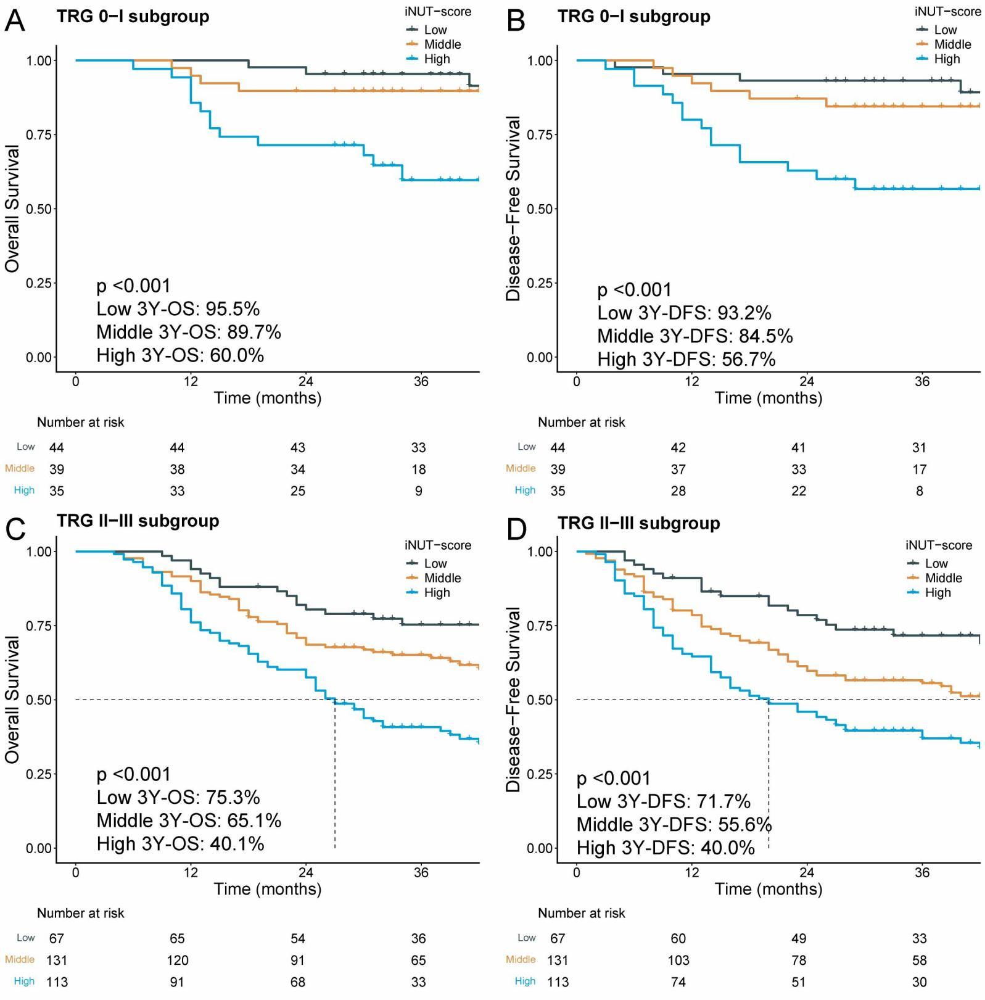 A
TRG 0−I subgroup
iNUT−score
Low
Middle
High
1.00
0.75
0.50
0.25
0.00
Overall Survival
p <0.001
Low 3Y-OS: 95.5%
Middle 3Y-OS: 89.7%
High 3Y-OS: 60.0%
0 12 24 36
Time (months)
Number at risk
Low 44 44 43 33
Middle 39 38 34 18
High 35 33 25 9
B
TRG 0−I subgroup
iNUT−score
Low
Middle
High
1.00
0.75
0.50
0.25
0.00
Disease−Free Survival
p <0.001
Low 3Y-DFS: 93.2%
Middle 3Y-DFS: 84.5%
High 3Y-DFS: 56.7%
0 12 24 36
Time (months)
Number at risk
Low 44 42 41 31
Middle 39 37 33 17
High 35 28 22 8
C
TRG II−III subgroup
iNUT−score
Low
Middle
High
1.00
0.75
0.50
0.25
0.00
Overall Survival
p <0.001
Low 3Y-OS: 75.3%
Middle 3Y-OS: 65.1%
High 3Y-OS: 40.1%
0 12 24 36
Time (months)
Number at risk
Low 67 65 54 36
Middle 131 120 91 65
High 113 91 68 33
D
TRG II−III subgroup
iNUT−score
Low
Middle
High
1.00
0.75
0.50
0.25
0.00
Disease−Free Survival
p <0.001
Low 3Y-DFS: 71.7%
Middle 3Y-DFS: 55.6%
High 3Y-DFS: 40.0%
0 12 24 36
Time (months)
Number at risk
Low 67 60 49 33
Middle 131 103 78 58
High 113 74 51 30